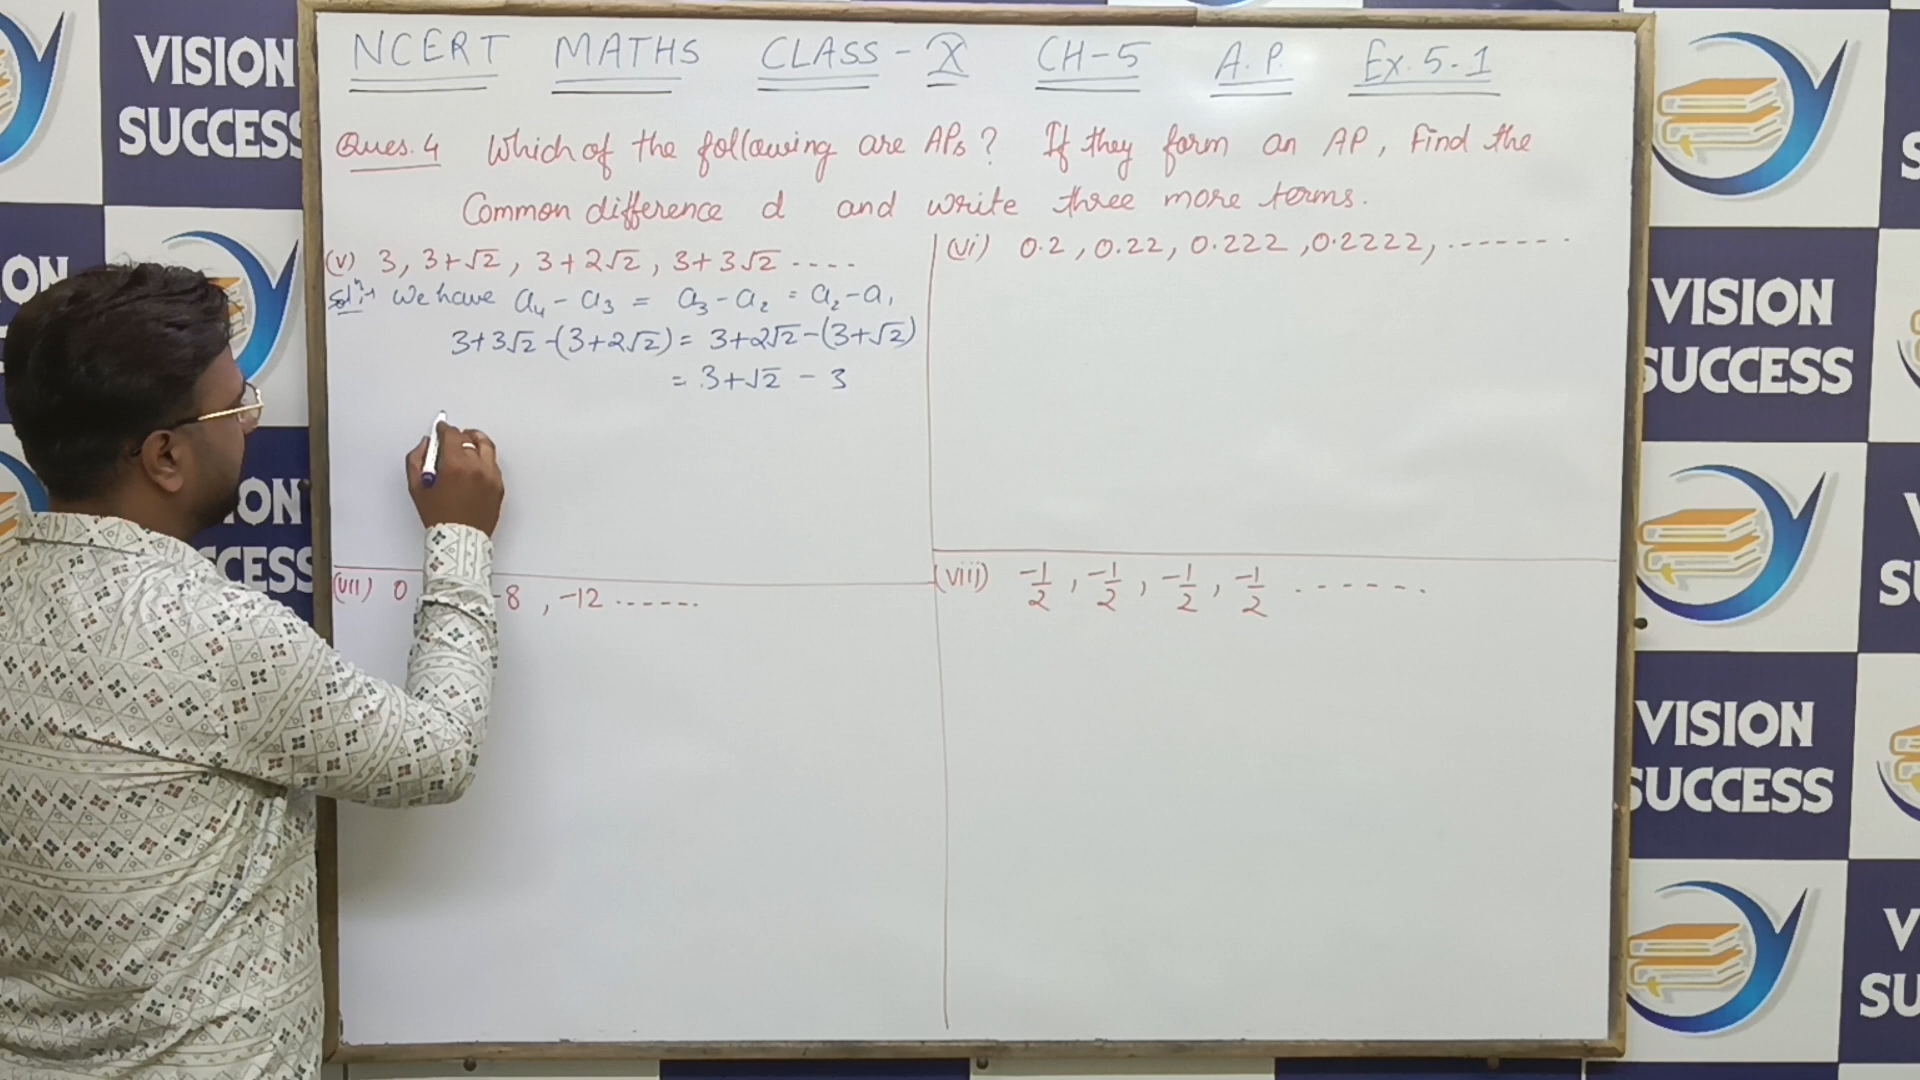 NCERT MATHS CLASS-X CH-5 A.P. Ex. 5.1
Ques. 4 Which of the following are APs? If they form an AP, Find the
Common difference d and write three more terms.
(v) 3, 3+√2, 3+2√2, 3+3√2 ....
Solⁿ:→ We have a₄ - a₃ = a₃ - a₂ = a₂ - a₁
3+3√2 -(3+2√2) = 3+2√2 -(3+√2)
= 3+√2 - 3
(vi) 0.2, 0.22, 0.222, 0.2222, .......
(vii) 0 -8, -12 ......
(viii) -1/2, -1/2, -1/2, -1/2 .......
VISION
SUCCESS
VISION
SUCCESS
VISION
SUCCESS